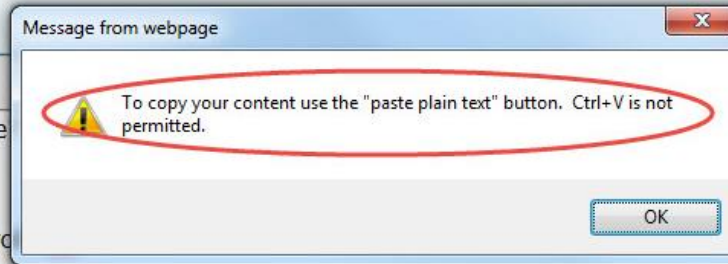 Message from webpage
To copy your content use the "paste plain text" button.  Ctrl+V is not
permitted.
OK